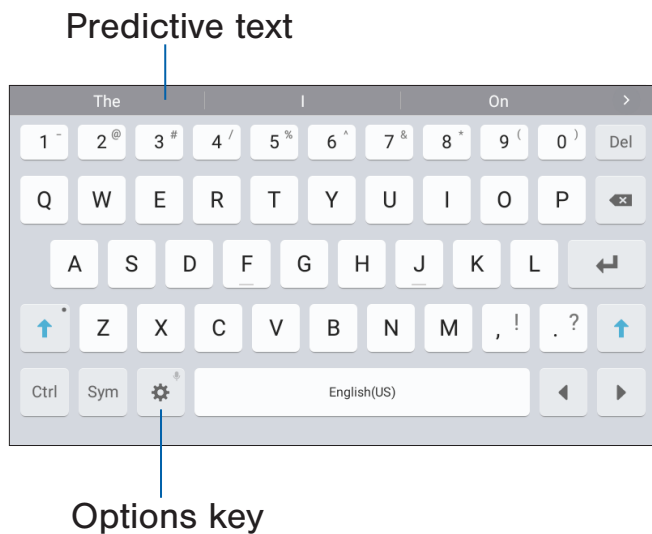 Predictive text
The I On >
1 - 2 @ 3 # 4 / 5 % 6 ^ 7 & 8 * 9 ( 0 ) Del
Q W E R T Y U I O P
A S D F G H J K L
Z X C V B N M , ! . ?
Ctrl Sym English(US)
Options key